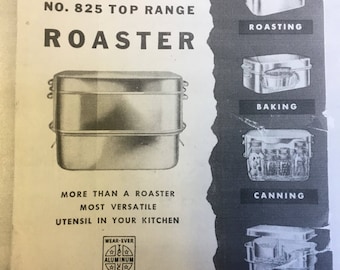 NO. 825 TOP RANGE
ROASTER
MORE THAN A ROASTER
MOST VERSATILE
UTENSIL IN YOUR KITCHEN
WEAR-EVER
ALUMINUM
ROASTING
BAKING
CANNING